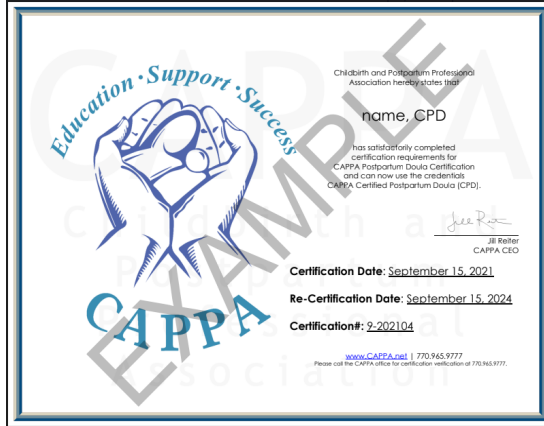 Education · Support · Success
CAPPA
Childbirth and Postpartum Professional
Association hereby states that
name, CPD
has satisfactorily completed
certification requirements for
CAPPA Postpartum Doula Certification
and can now use the credentials
CAPPA Certified Postpartum Doula (CPD).
Jill Reiter
CAPPA CEO
Certification Date: September 15, 2021
Re-Certification Date: September 15, 2024
Certification#: 9-202104
www.CAPPA.net | 770.965.9777
Please call the CAPPA office for certification verification at 770.965.9777.
EXAMPLE
CAPPA
Childbirth and
Postpartum
Professional
Association